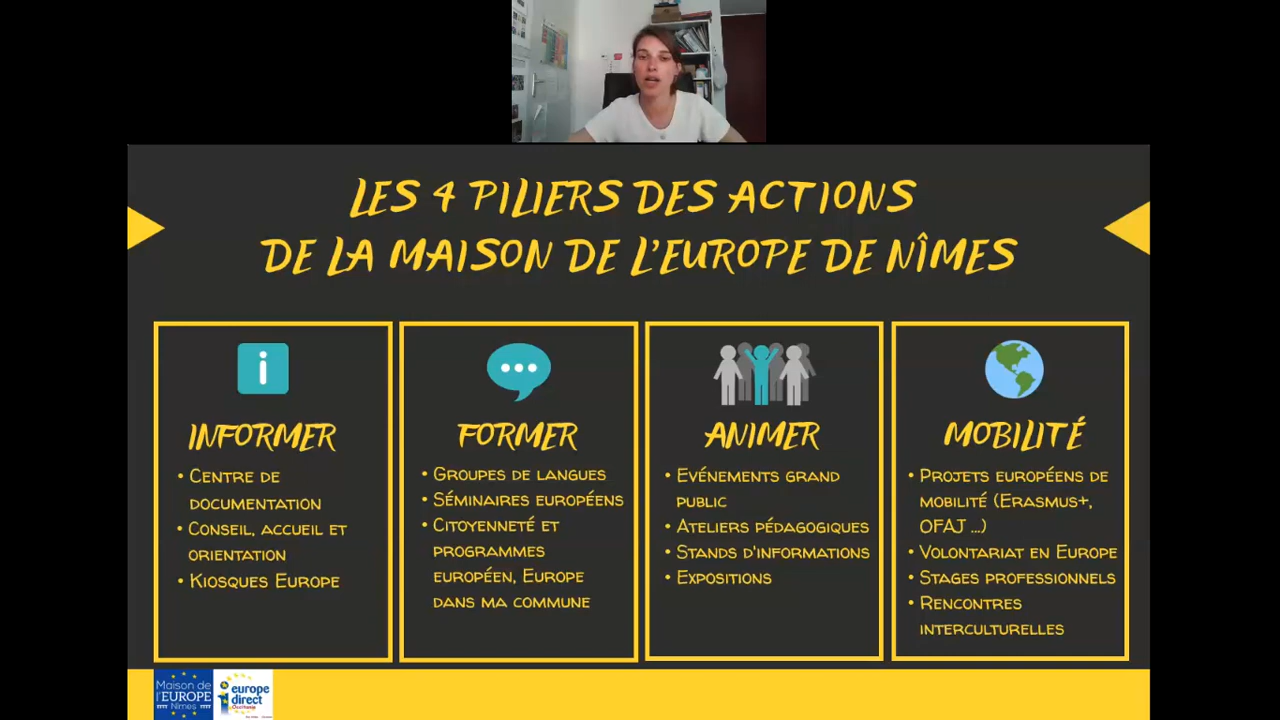 LES 4 PILIERS DES ACTIONS
DE LA MAISON DE L'EUROPE DE NÎMES
INFORMER
• CENTRE DE
DOCUMENTATION
• CONSEIL, ACCUEIL ET
ORIENTATION
• KIOSQUES EUROPE
FORMER
• GROUPES DE LANGUES
• SÉMINAIRES EUROPÉENS
• CITOYENNETÉ ET
PROGRAMMES
EUROPÉEN, EUROPE
DANS MA COMMUNE
ANIMER
• EVÉNEMENTS GRAND
PUBLIC
• ATELIERS PÉDAGOGIQUES
• STANDS D'INFORMATIONS
• EXPOSITIONS
MOBILITÉ
• PROJETS EUROPÉENS DE
MOBILITÉ (ERASMUS+,
OFAJ ...)
• VOLONTARIAT EN EUROPE
• STAGES PROFESSIONNELS
• RENCONTRES
INTERCULTURELLES
Maison de
l'EUROPE
Nîmes
europe
direct
Occitanie